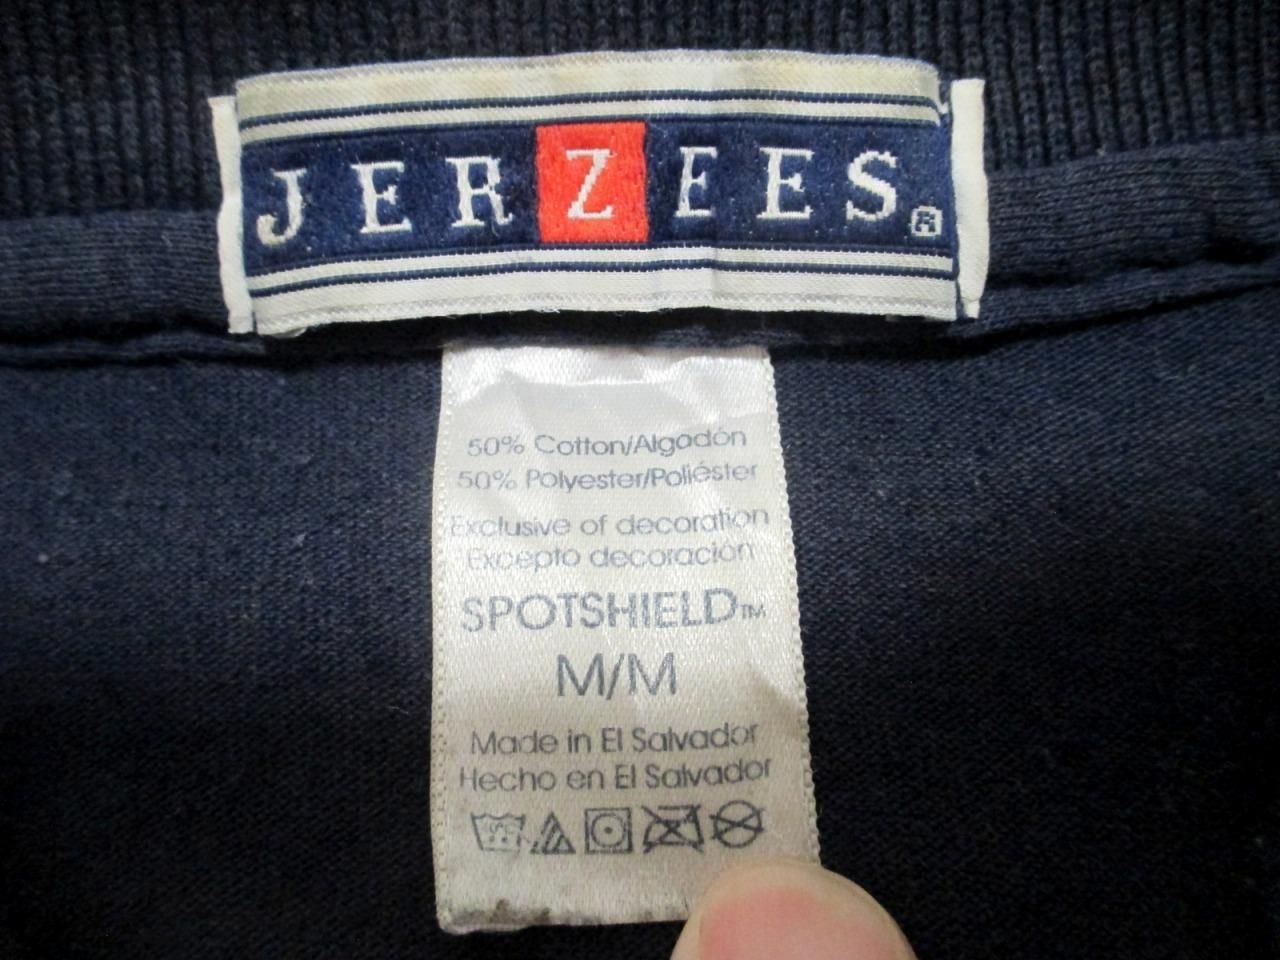 JERZEES®
50% Cotton/Algodón
50% Polyester/Poliéster
Exclusive of decoration
Excepto decoración
SPOTSHIELD™
M/M
Made in El Salvador
Hecho en El Salvador